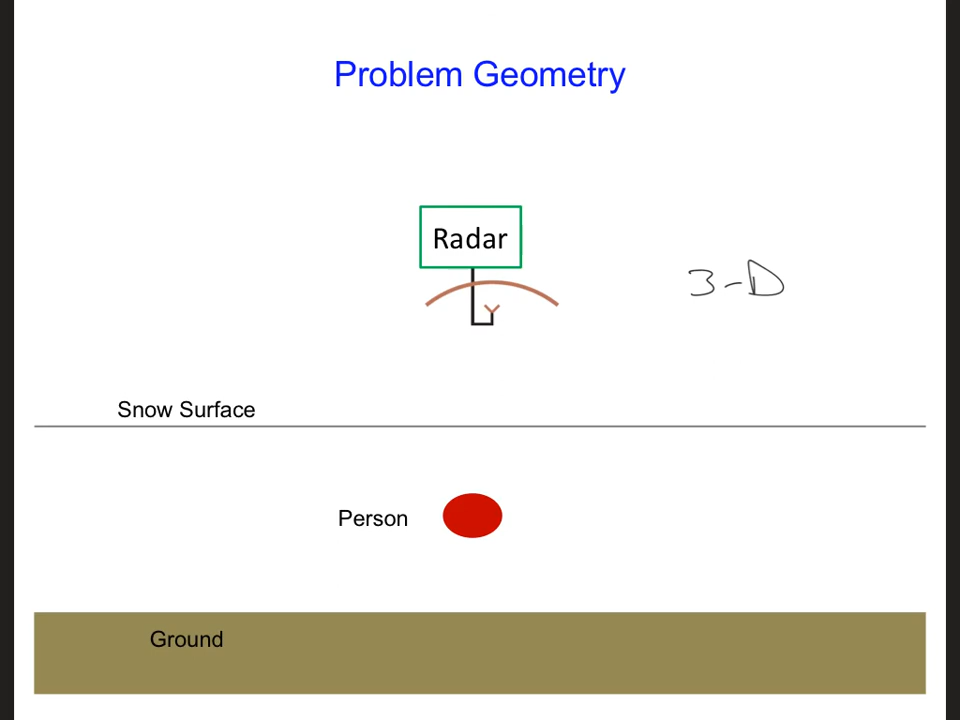 Problem Geometry
Radar
3-D
Snow Surface
Person
Ground